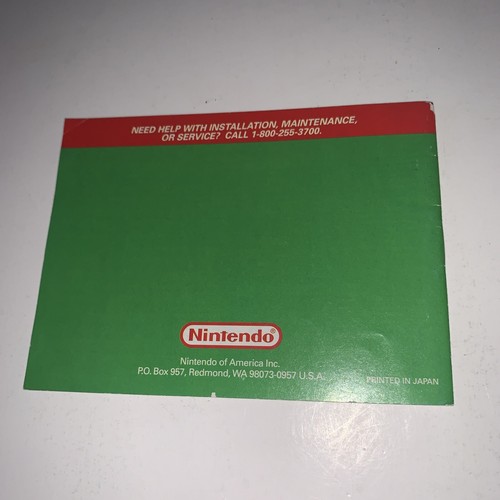 NEED HELP WITH INSTALLATION, MAINTENANCE,
OR SERVICE? CALL 1-800-255-3700.
Nintendo®
Nintendo of America Inc.
P.O. Box 957, Redmond, WA 98073-0957 U.S.A.
PRINTED IN JAPAN